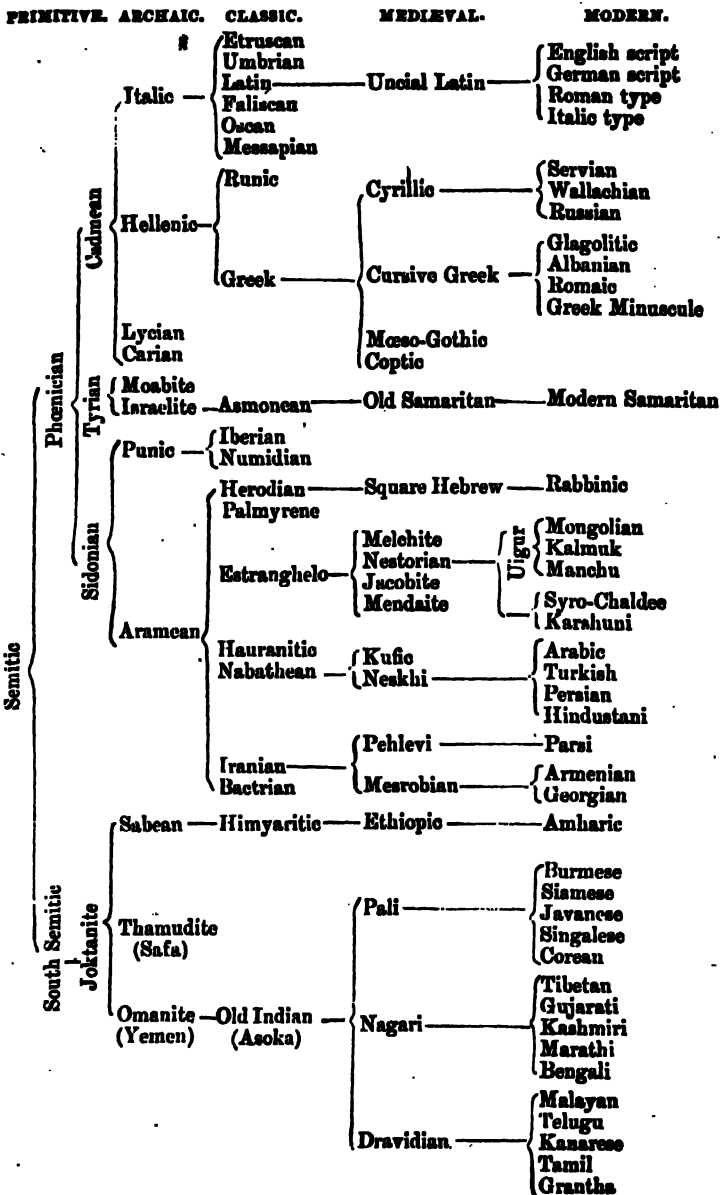 PRIMITIVE. ARCHAIC. CLASSIC. MEDIÆVAL. MODERN.
Semitic
Phœnician
Cadmean
Italic
Etruscan
Umbrian
Latin
Faliscan
Oscan
Messapian
Uncial Latin
English script
German script
Roman type
Italic type
Hellenic
Runic
Greek
Cyrillic
Servian
Wallachian
Russian
Cursive Greek
Glagolitic
Albanian
Romaic
Greek Minuscule
Mœso-Gothic
Coptic
Lycian
Carian
Tyrian
Moabite
Israelite
Asmonean
Old Samaritan
Modern Samaritan
Sidonian
Punic
Iberian
Numidian
Aramean
Herodian
Palmyrene
Square Hebrew
Rabbinic
Estranghelo
Melchite
Nestorian
Jacobite
Mendaite
Uigur
Mongolian
Kalmuk
Manchu
Syro-Chaldee
Karshuni
Hauranitic
Nabathean
Kufic
Neskhi
Arabic
Turkish
Persian
Hindustani
Iranian
Bactrian
Pehlevi
Parsi
Mesrobian
Armenian
Georgian
South Semitic
Joktanite
Sabean
Himyaritic
Ethiopic
Amharic
Thamudite
(Safa)
Omanite
(Yemen)
Old Indian
(Asoka)
Pali
Burmese
Siamese
Javanese
Singalese
Corean
Nagari
Tibetan
Gujarati
Kashmiri
Marathi
Bengali
Dravidian
Malayan
Telugu
Kanarese
Tamil
Grantha